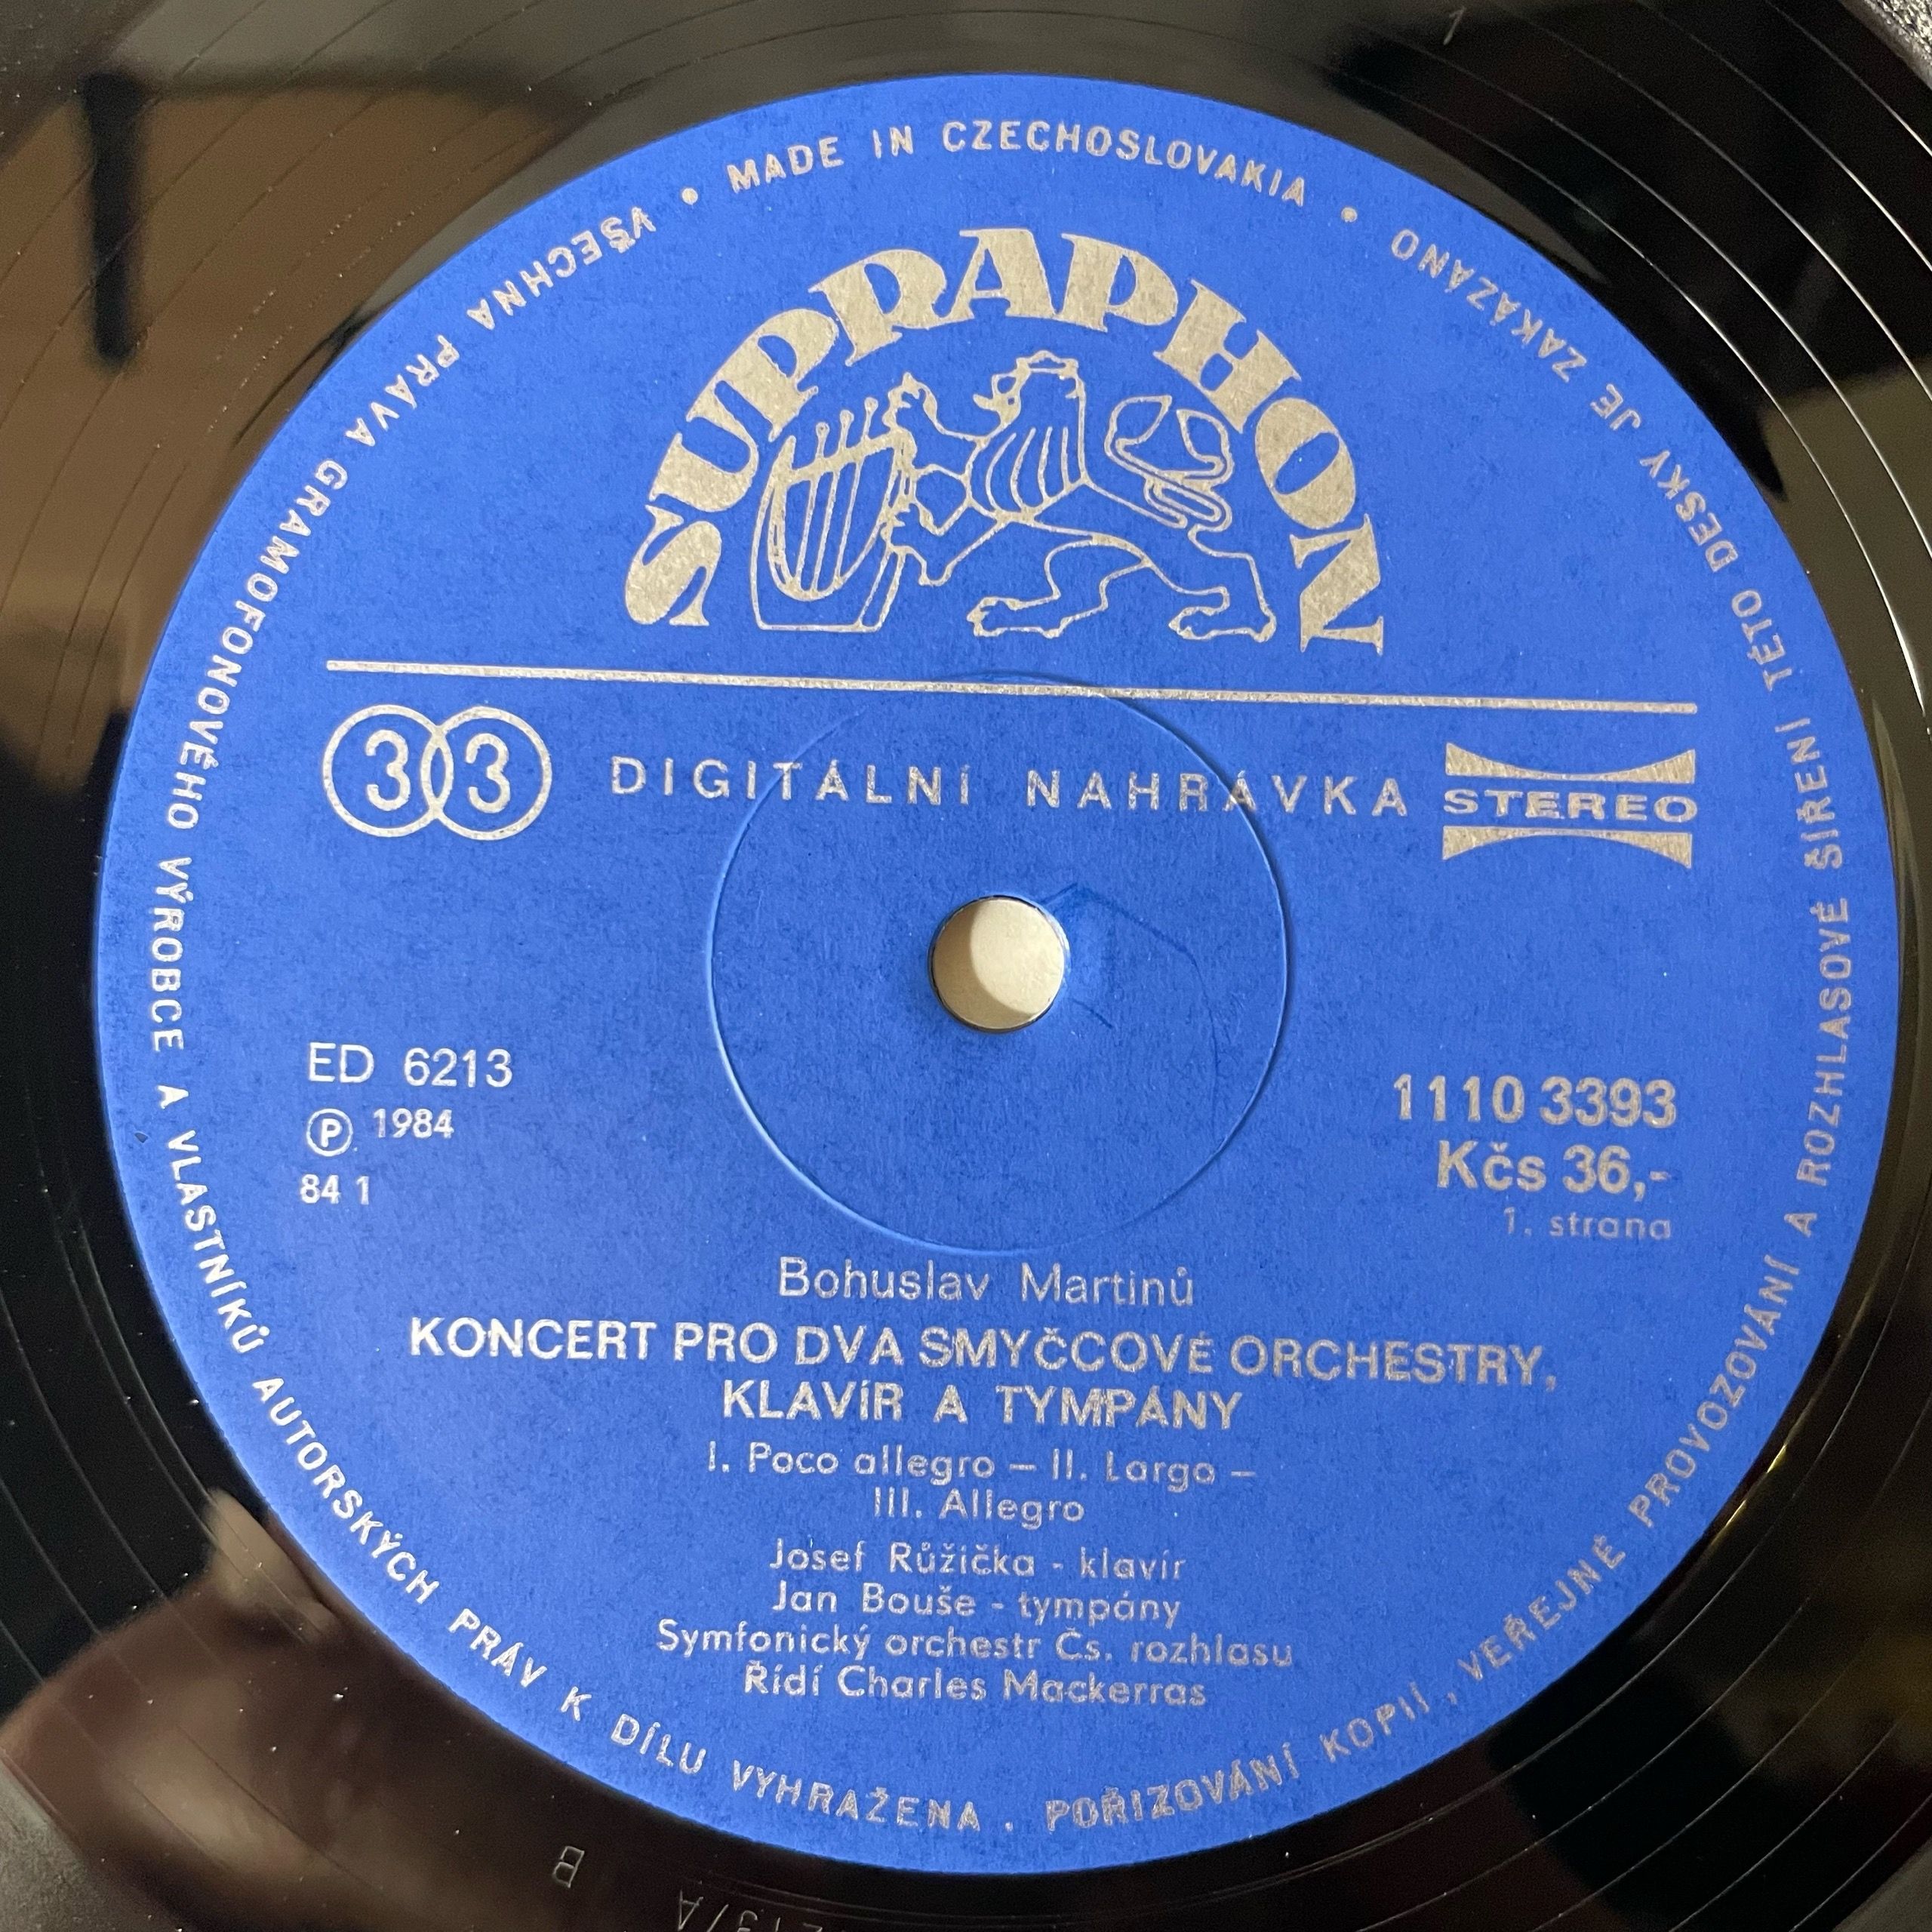 MADE IN CZECHOSLOVAKIA
VŠECHNA PRÁVA GRAMOFONOVÉHO VÝROBCE A VLASTNÍKŮ AUTORSKÝCH PRÁV K DÍLU VYHRAŽENA . POŘIZOVÁNÍ KOPIÍ , VEŘEJNÉ PROVOZOVÁNÍ A ROZHLASOVÉ ŠÍŘENÍ TÉTO DESKY JE ZAKÁZÁNO
SUPRAPHON
33
DIGITÁLNÍ NAHRÁVKA
STEREO
ED 6213
Ⓟ 1984
84 1
1110 3393
Kčs 36,-
1. strana
Bohuslav Martinů
KONCERT PRO DVA SMYČCOVÉ ORCHESTRY,
KLAVÍR A TYMPÁNY
I. Poco allegro – II. Largo –
III. Allegro
Josef Růžička - klavír
Jan Bouše - tympány
Symfonický orchestr Čs. rozhlasu
Řídí Charles Mackerras
B
1